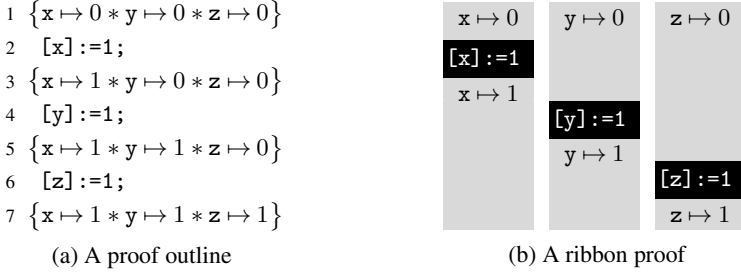 1 {x ↦ 0 ∗ y ↦ 0 ∗ z ↦ 0}
2 [x]:=1;
3 {x ↦ 1 ∗ y ↦ 0 ∗ z ↦ 0}
4 [y]:=1;
5 {x ↦ 1 ∗ y ↦ 1 ∗ z ↦ 0}
6 [z]:=1;
7 {x ↦ 1 ∗ y ↦ 1 ∗ z ↦ 1}
(a) A proof outline
x ↦ 0 y ↦ 0 z ↦ 0
[x]:=1
x ↦ 1
[y]:=1
y ↦ 1
[z]:=1
z ↦ 1
(b) A ribbon proof